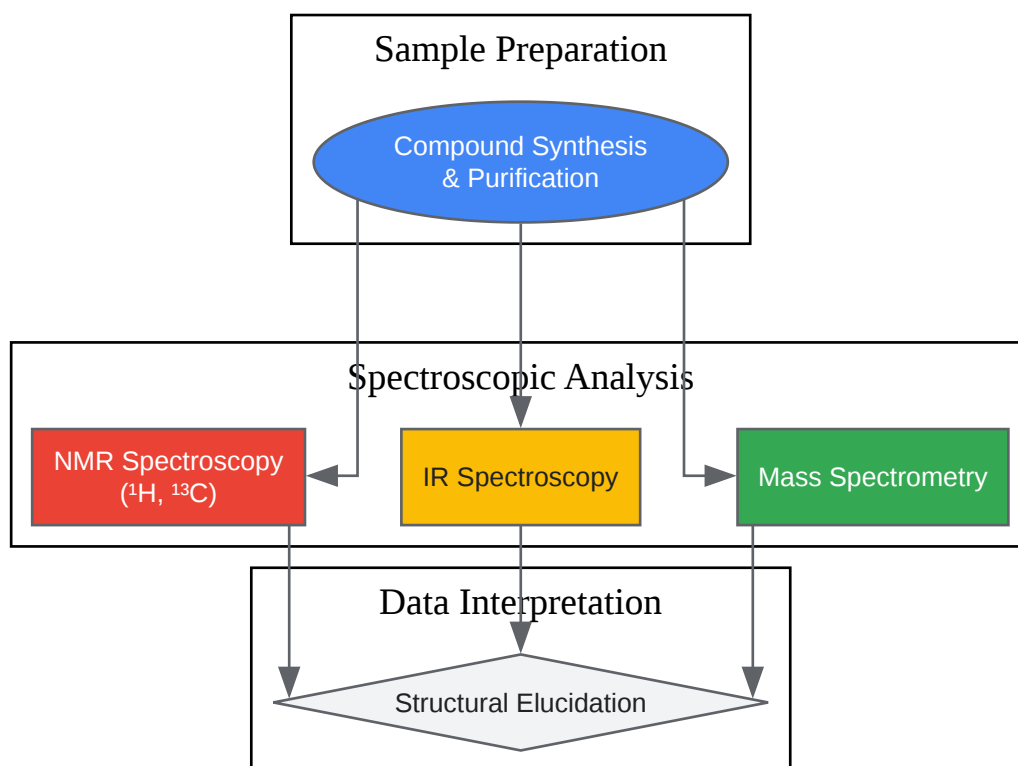 Sample Preparation
Compound Synthesis
& Purification
Spectroscopic Analysis
NMR Spectroscopy
(¹H, ¹³C)
IR Spectroscopy
Mass Spectrometry
Data Interpretation
Structural Elucidation